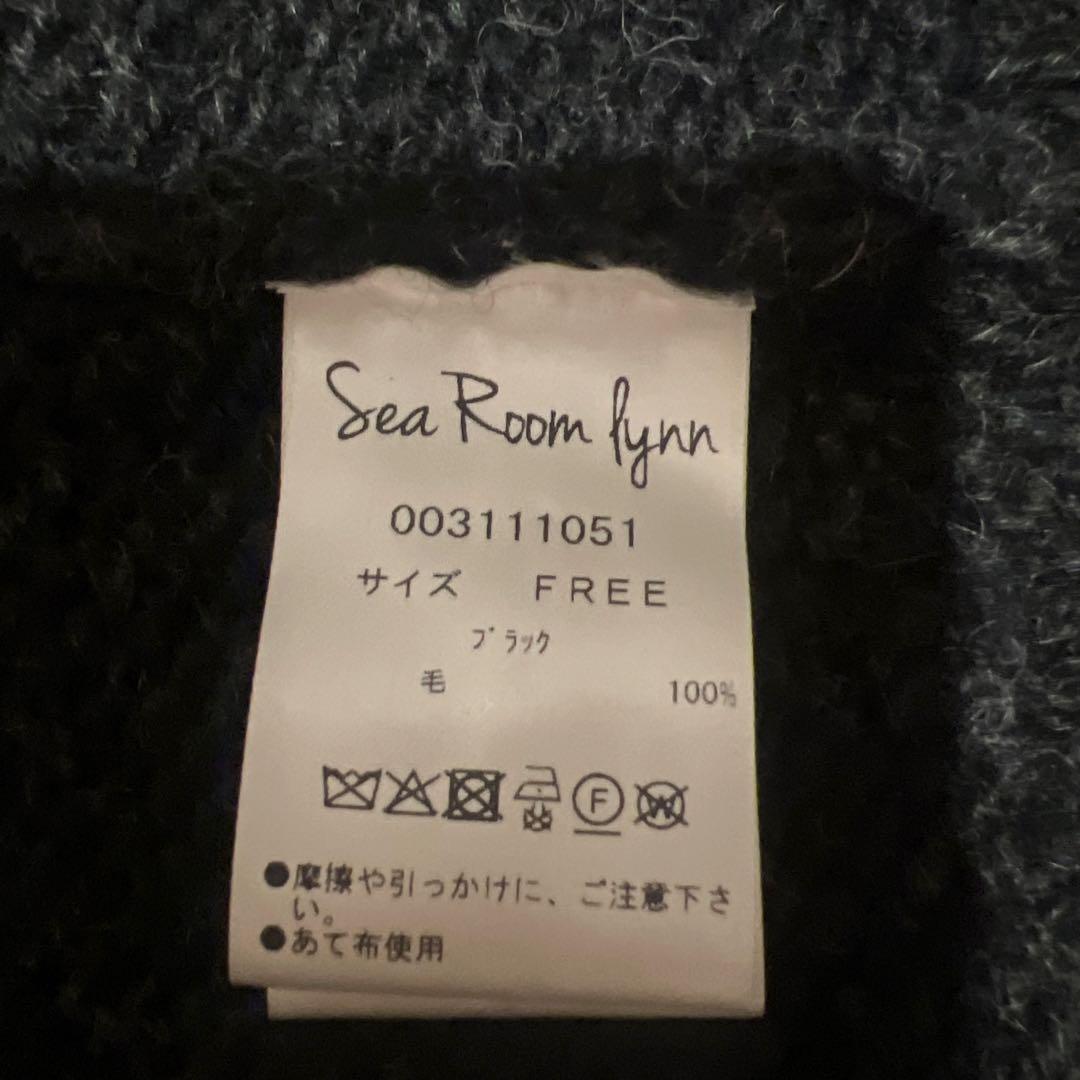 Sea Room lynn
003111051
サイズ FREE
ﾌﾞﾗｯｸ
毛 100%
F W
●摩擦や引っかけに、ご注意下さ
い。
●あて布使用